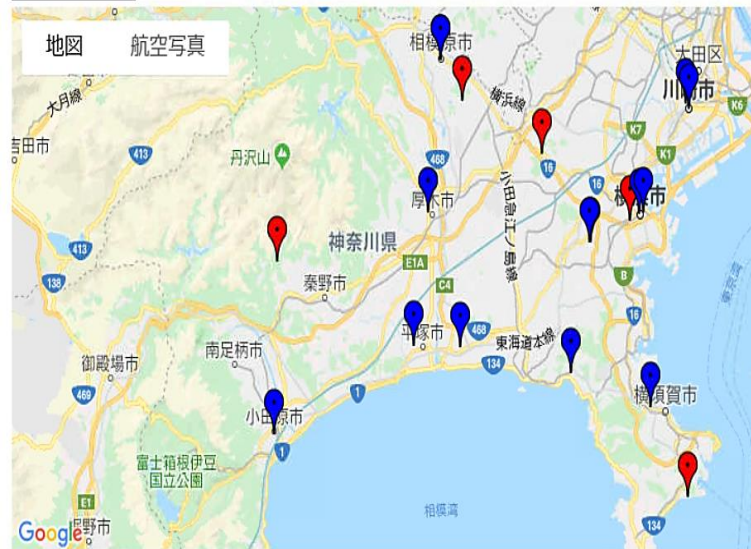 地図 航空写真
相模原市
大田区
川崎市
大月線
横浜線
K6
吉田市
413
丹沢山
468
16
K7
K1
小田急江ノ島線
16
厚木市
横浜市
413
神奈川県
E1A
138
秦野市
C4
B
東京湾
16
平塚市
468
東海道本線
御殿場市
南足柄市
134
469
1
横須賀市
小田原市
1
富士箱根伊豆
国立公園
E1
相模湾
134
Google
野市